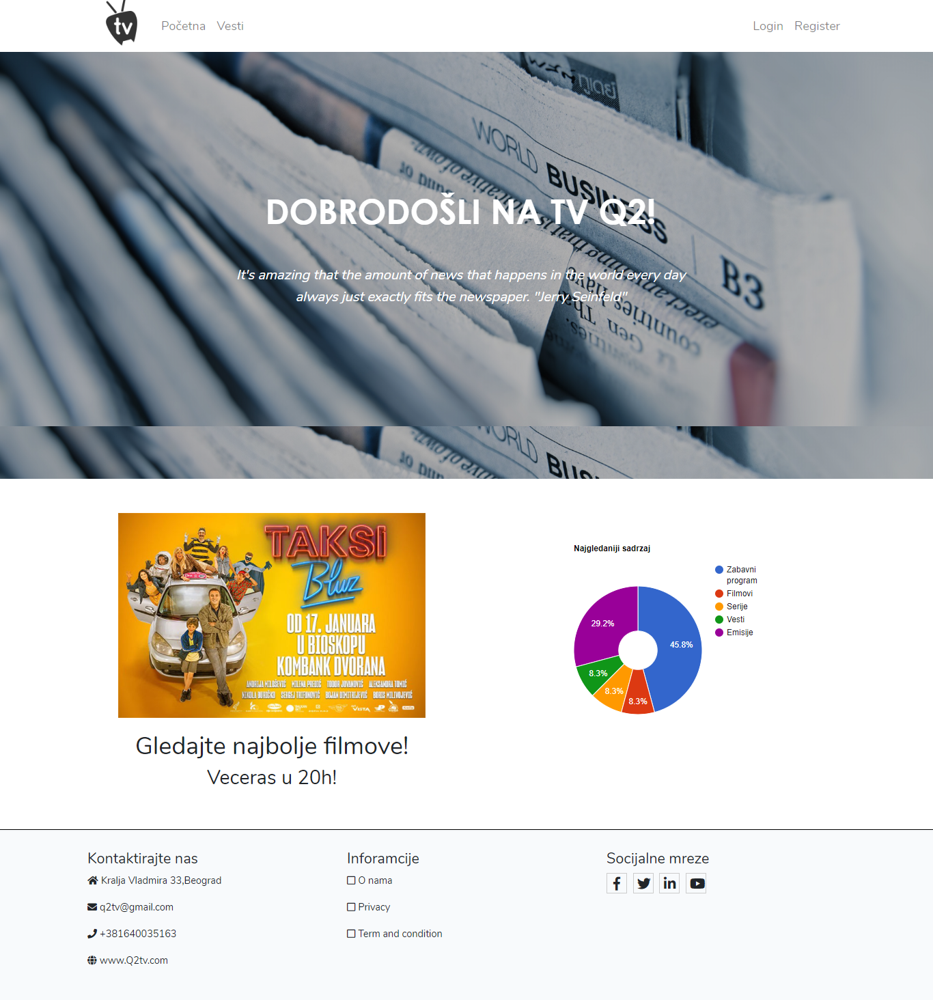 tv
Početna
Vesti
Login
Register
WORLD
BUSINESS
B3
DOBRODOŠLI NA TV Q2!
It's amazing that the amount of news that happens in the world every day
always just exactly fits the newspaper. "Jerry Seinfeld"
WORLD
TAKSI
Bluz
OD 17. JANUARA
U BIOSKOPU
KOMBANK DVORANA
ANDRIJA MILOŠEVIĆ MILENA PREDIĆ TODOR JOVANOVIĆ ALEKSANDRA TOMIĆ
NIKOLA ĐURIČKO SERGEJ TRIFUNOVIĆ BOJAN DIMITRIJEVIĆ BORIS MILIVOJEVIĆ
Gledajte najbolje filmove!
Veceras u 20h!
Najgledaniji sadrzaj
Zabavni
program
Filmovi
Serije
Vesti
Emisije
29.2%
45.8%
8.3%
8.3%
8.3%
Kontaktirajte nas
Kralja Vladmira 33,Beograd
q2tv@gmail.com
+381640035163
www.Q2tv.com
Inforamcije
O nama
Privacy
Term and condition
Socijalne mreze